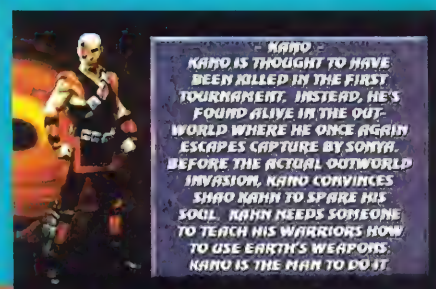 - KANO -
KANO IS THOUGHT TO HAVE
BEEN KILLED IN THE FIRST
TOURNAMENT. INSTEAD, HE'S
FOUND ALIVE IN THE OUT-
WORLD WHERE HE ONCE AGAIN
ESCAPES CAPTURE BY SONYA.
BEFORE THE ACTUAL OUTWORLD
INVASION, KANO CONVINCES
SHAO KAHN TO SPARE HIS
SOUL. KAHN NEEDS SOMEONE
TO TEACH HIS WARRIORS HOW
TO USE EARTH'S WEAPONS.
KANO IS THE MAN TO DO IT